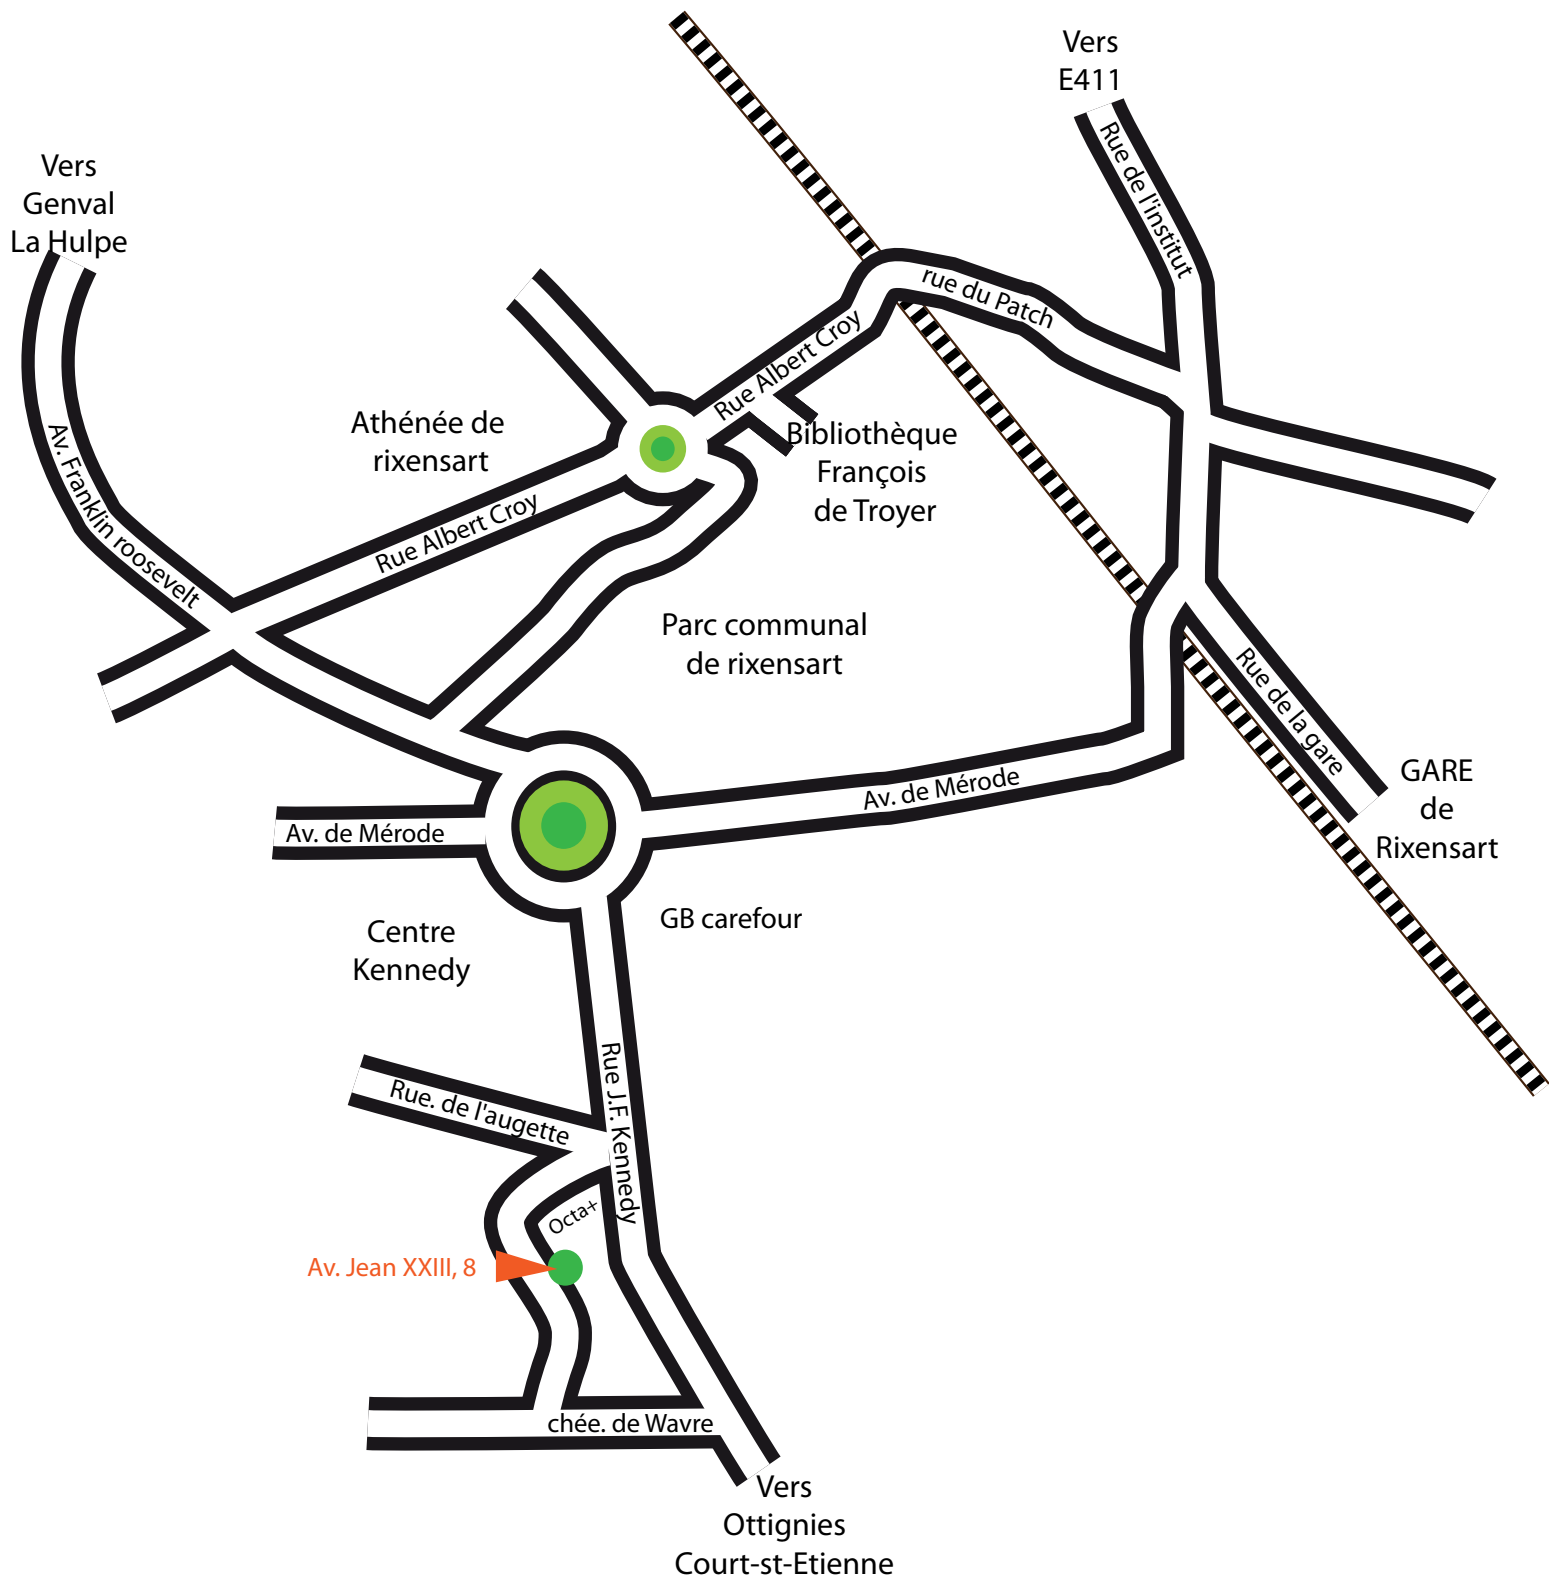 Vers
E411
Rue de l'institut
Vers
Genval
La Hulpe
rue du Patch
Rue Albert Croy
Athénée de
rixensart
Bibliothèque
François
de Troyer
Av. Franklin roosevelt
Rue Albert Croy
Parc communal
de rixensart
Rue de la gare
GARE
de
Rixensart
Av. de Mérode
Av. de Mérode
GB carefour
Centre
Kennedy
Rue J.F. Kennedy
Rue. de l'augette
Octa+
Av. Jean XXIII, 8
chée. de Wavre
Vers
Ottignies
Court-st-Etienne